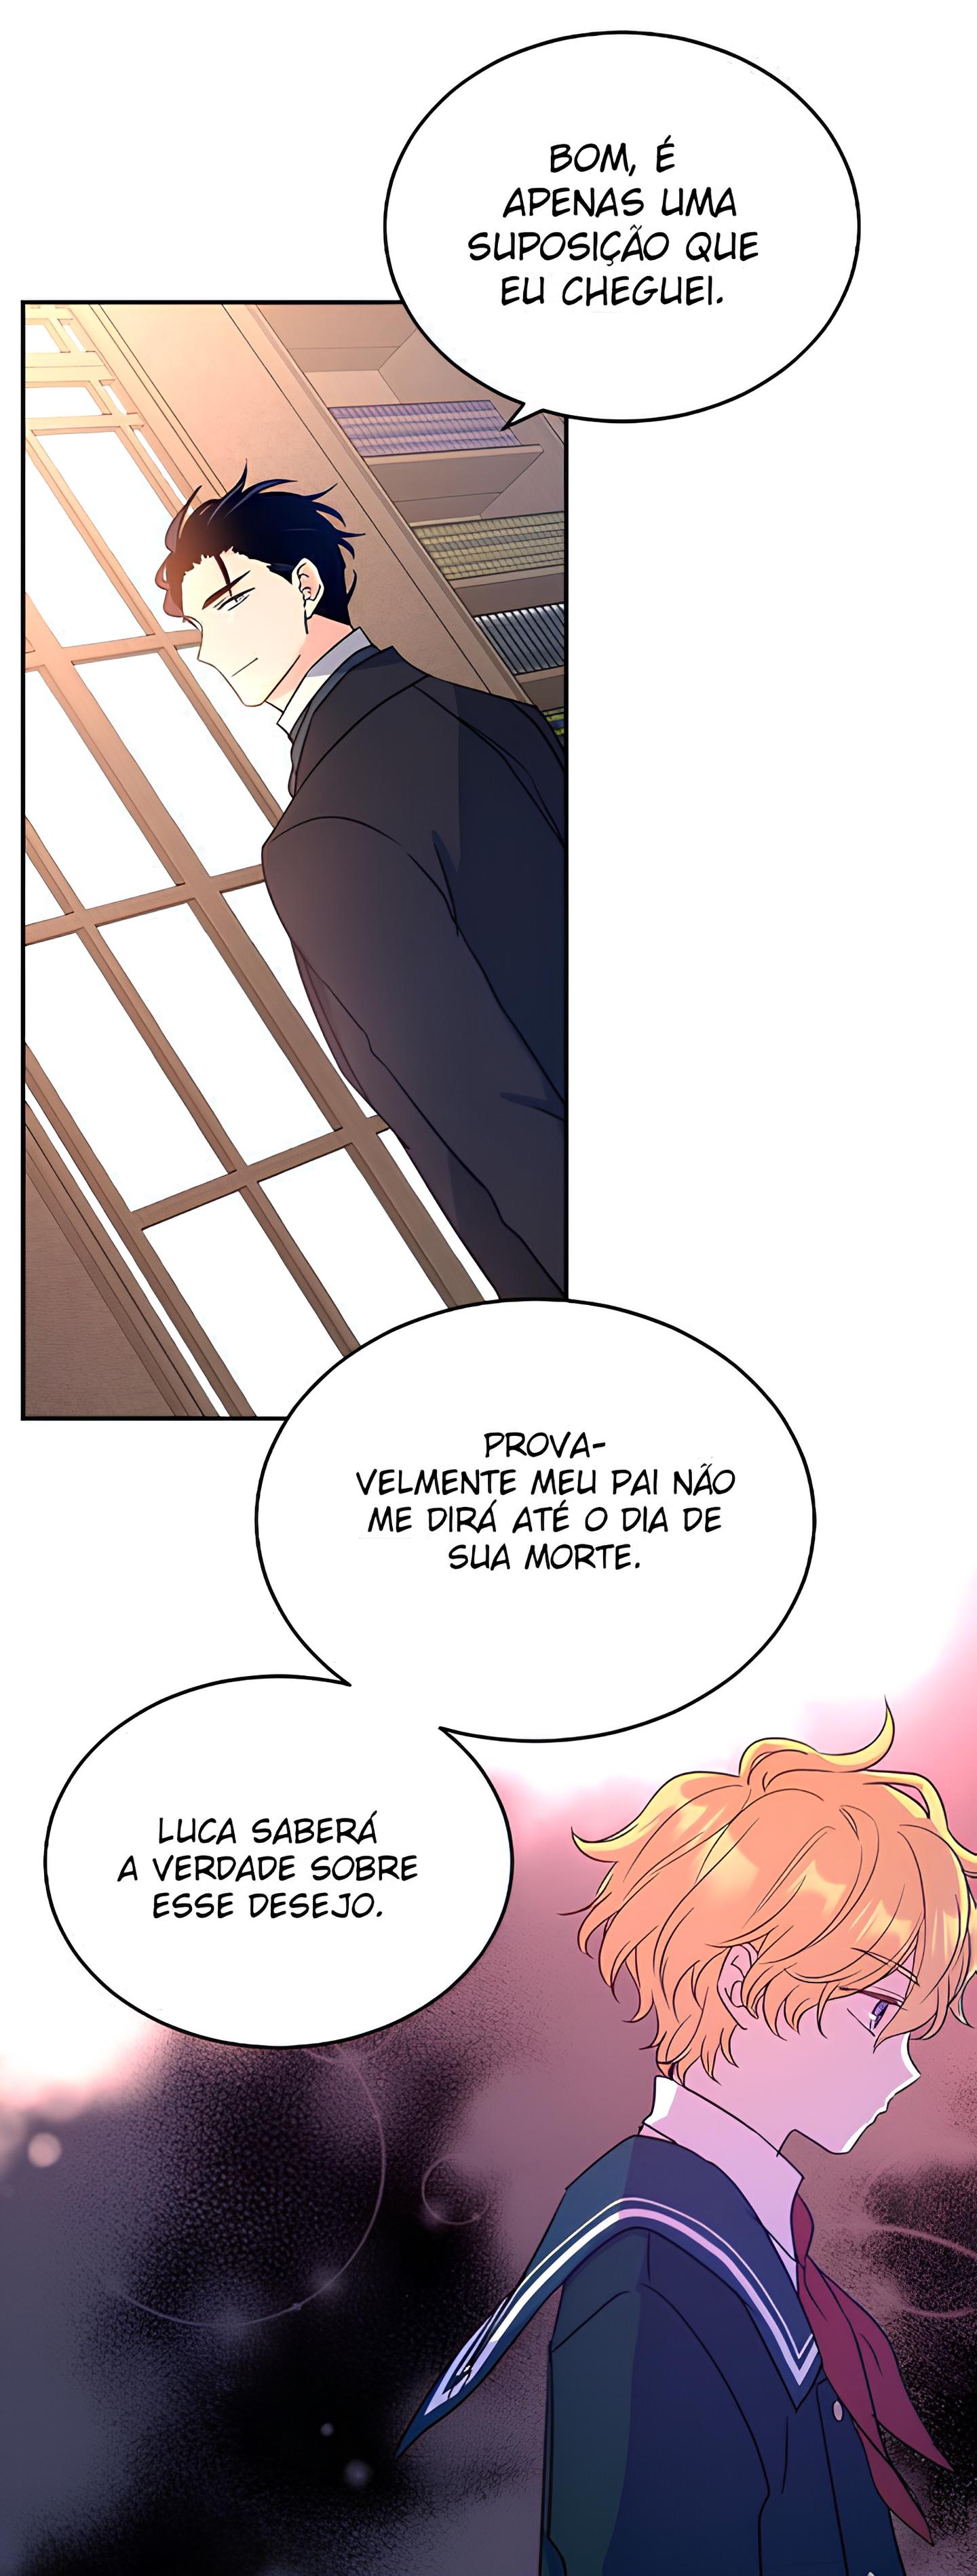 BOM, É
APENAS UMA
SUPOSIÇÃO QUE
EU CHEGUEI.
PROVA-
VELMENTE MEU PAI NÃO
ME DIRÁ ATÉ O DIA DE
SUA MORTE.
LUCA SABERÁ
A VERDADE SOBRE
ESSE DESEJO.